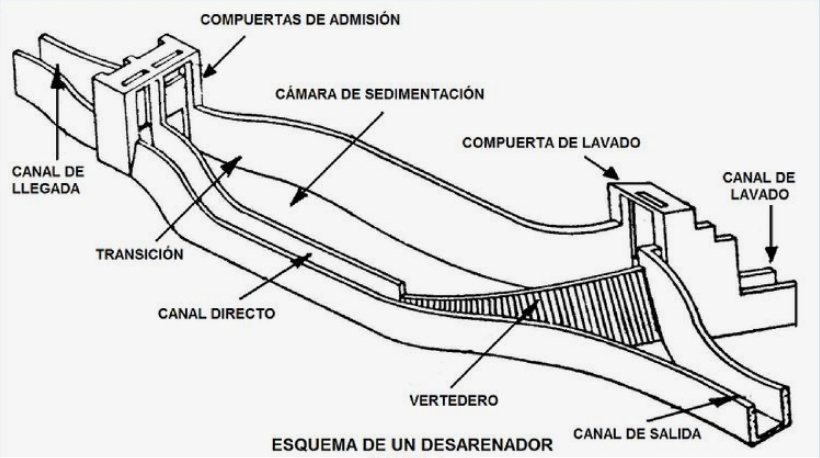 COMPUERTAS DE ADMISIÓN
CÁMARA DE SEDIMENTACIÓN
COMPUERTA DE LAVADO
CANAL DE
LLEGADA
CANAL DE
LAVADO
TRANSICIÓN
CANAL DIRECTO
VERTEDERO
CANAL DE SALIDA
ESQUEMA DE UN DESARENADOR